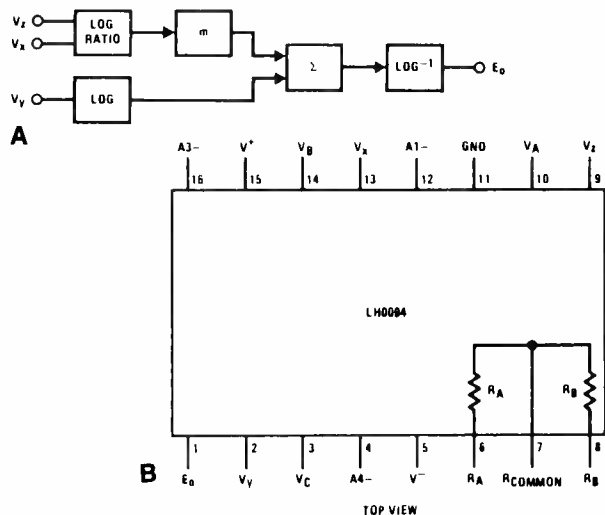 Vz
Vx
LOG
RATIO
m
Vy
LOG
Σ
LOG⁻¹
Eo
A
A3- V⁺ VB Vx A1- GND VA Vz
16 15 14 13 12 11 10 9
LH0094
RA RB
1 2 3 4 5 6 7 8
B
Eo Vy VC A4- V⁻ RA RCOMMON RB
TOP VIEW